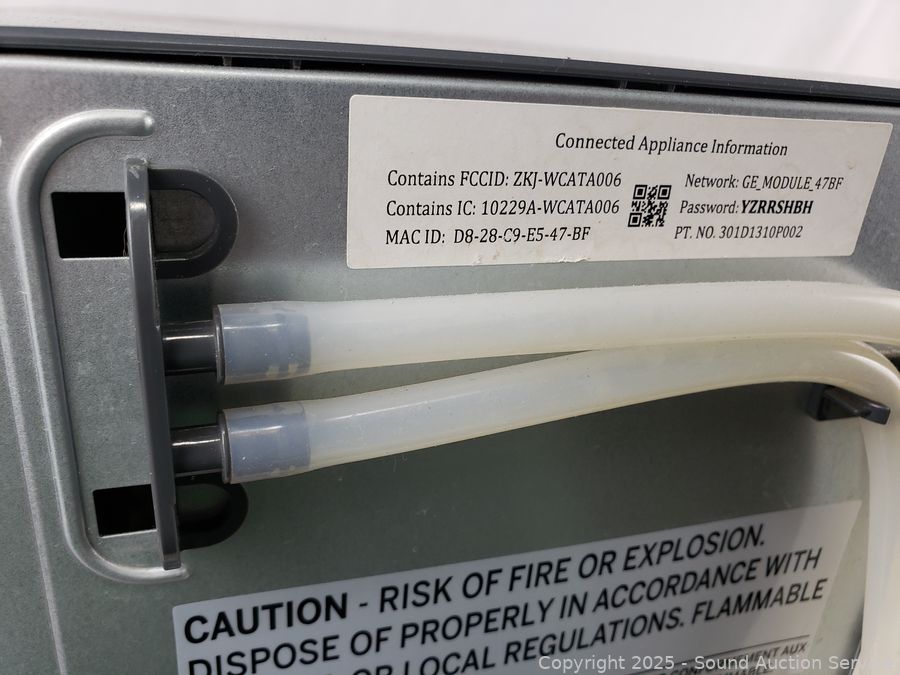 Connected Appliance Information
Contains FCCID: ZKJ-WCATA006
Contains IC: 10229A-WCATA006
MAC ID: D8-28-C9-E5-47-BF
Network: GE_MODULE_47BF
Password: YZRRSHBH
PT. NO. 301D1310P002
CAUTION - RISK OF FIRE OR EXPLOSION.
DISPOSE OF PROPERLY IN ACCORDANCE WITH
OR LOCAL REGULATIONS. FLAMMABLE
AUX
Copyright 2025 - Sound Auction Service